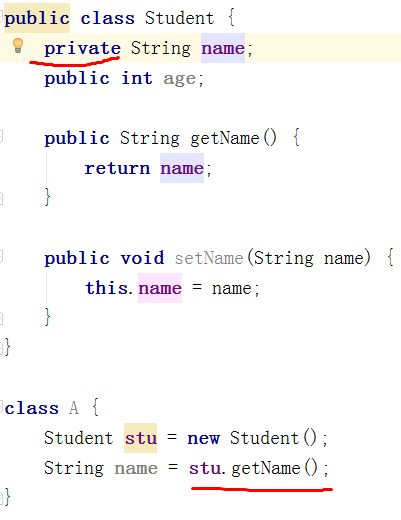 public class Student {
    private String name;
    public int age;

    public String getName() {
        return name;
    }

    public void setName(String name) {
        this.name = name;
    }
}

class A {
    Student stu = new Student();
    String name = stu.getName();
}